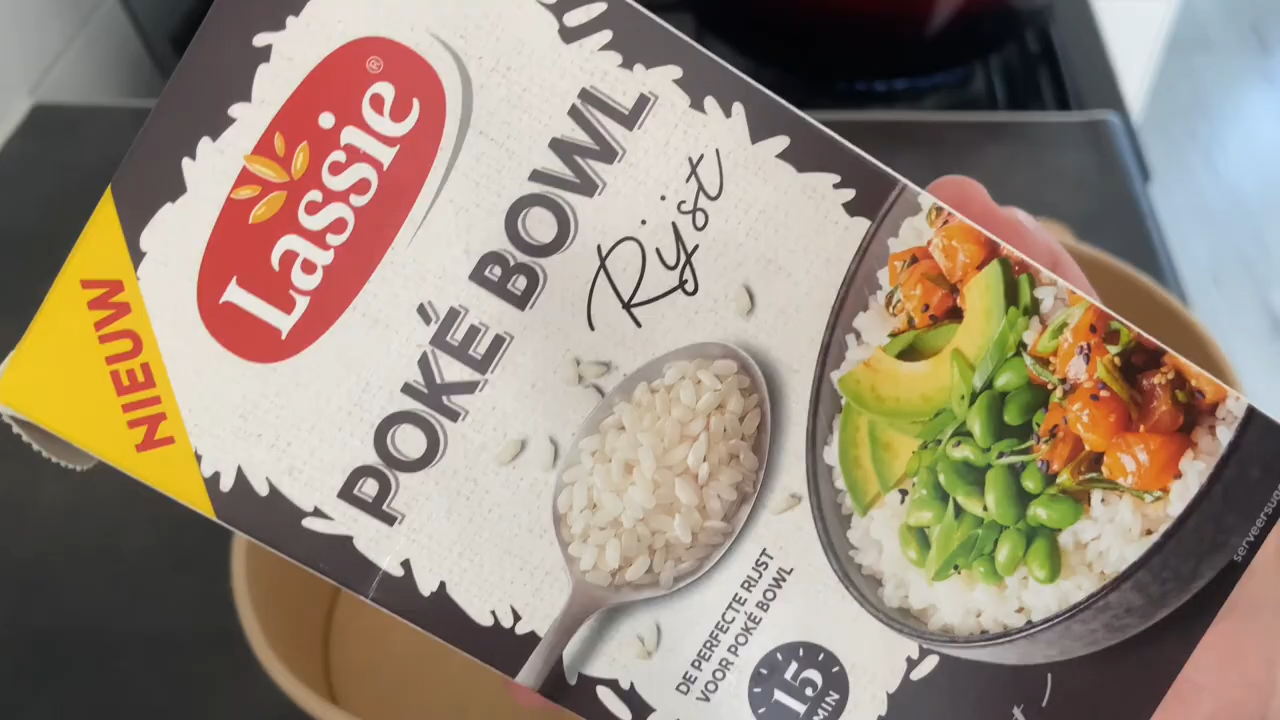 Lassie®
NIEUW
POKÉ BOWL
Rijst
DE PERFECTE RIJST
VOOR POKÉ BOWL
15
MIN